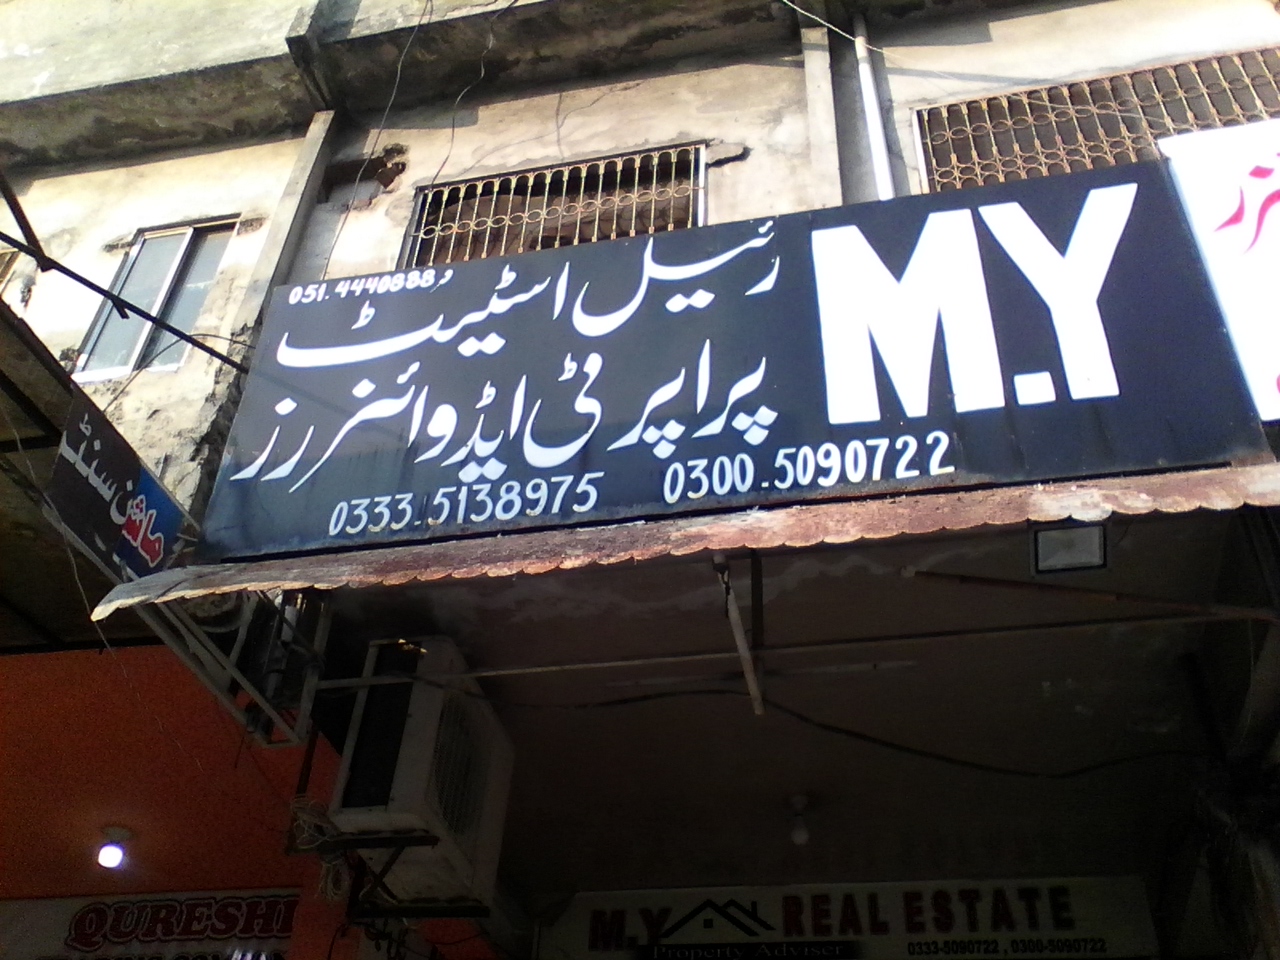 M.Y
051.4440888
رئیل اسٹیٹ
پراپرٹی ایڈوائزرز
0333.5138975 0300.5090722
سنٹر
QURESHI
M.Y REAL ESTATE
Property Adviser
0333-5090722 , 0300-5090722